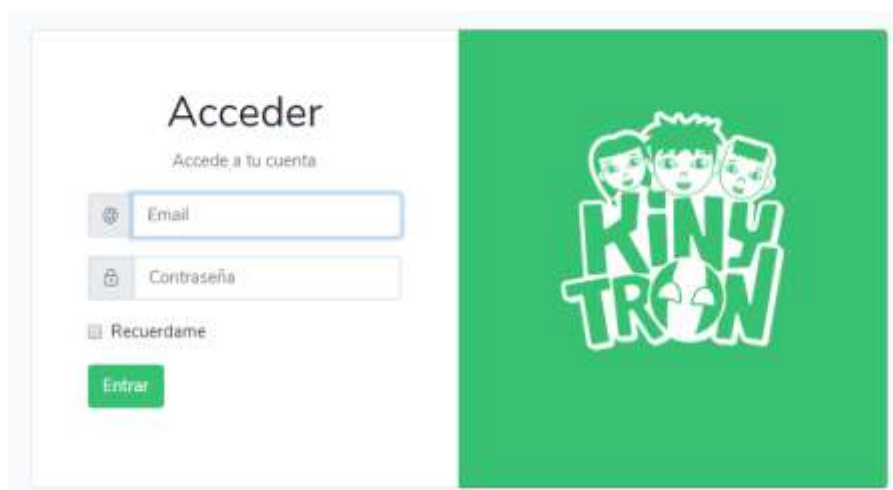 Acceder
Accede a tu cuenta
@ Email
Contraseña
Recuerdame
Entrar
KiNY
TRON